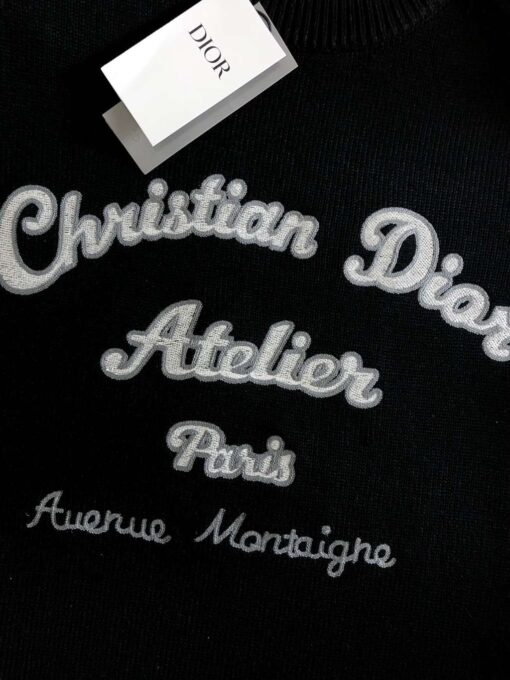 DIOR
Christian Dior
Atelier
Paris
Avenue Montaigne